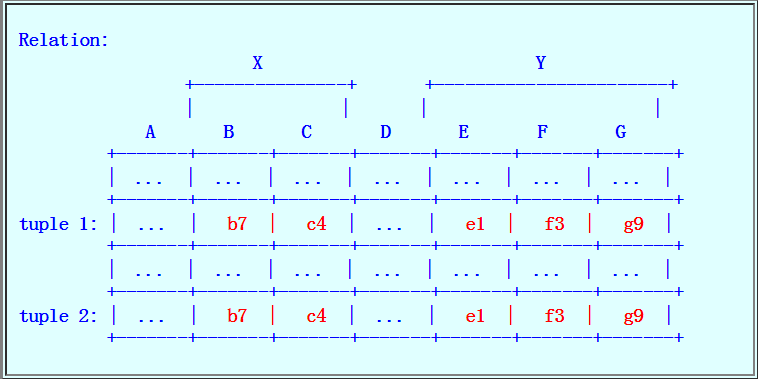 Relation:
X Y
A B C D E F G
... ... ... ... ... ... ...
tuple 1: ... b7 c4 ... e1 f3 g9
... ... ... ... ... ... ...
tuple 2: ... b7 c4 ... e1 f3 g9